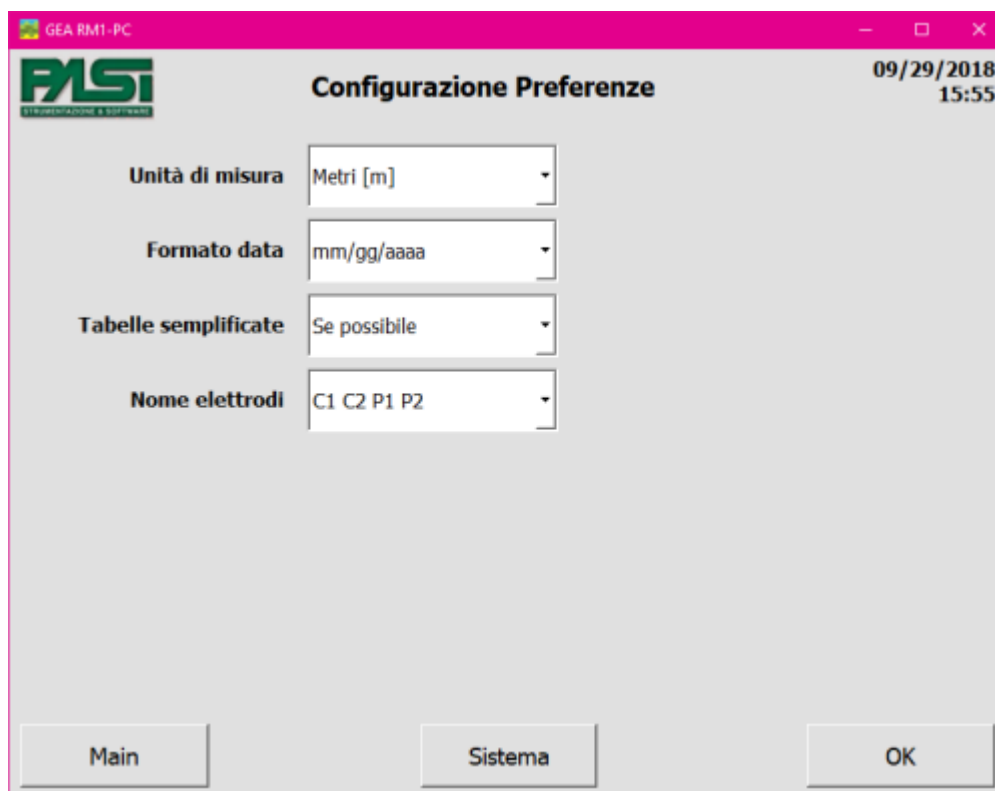 GEA RM1-PC
PASI
STRUMENTAZIONE & SOFTWARE
Configurazione Preferenze
09/29/2018
15:55
Unità di misura
Metri [m]
Formato data
mm/gg/aaaa
Tabelle semplificate
Se possibile
Nome elettrodi
C1 C2 P1 P2
Main
Sistema
OK